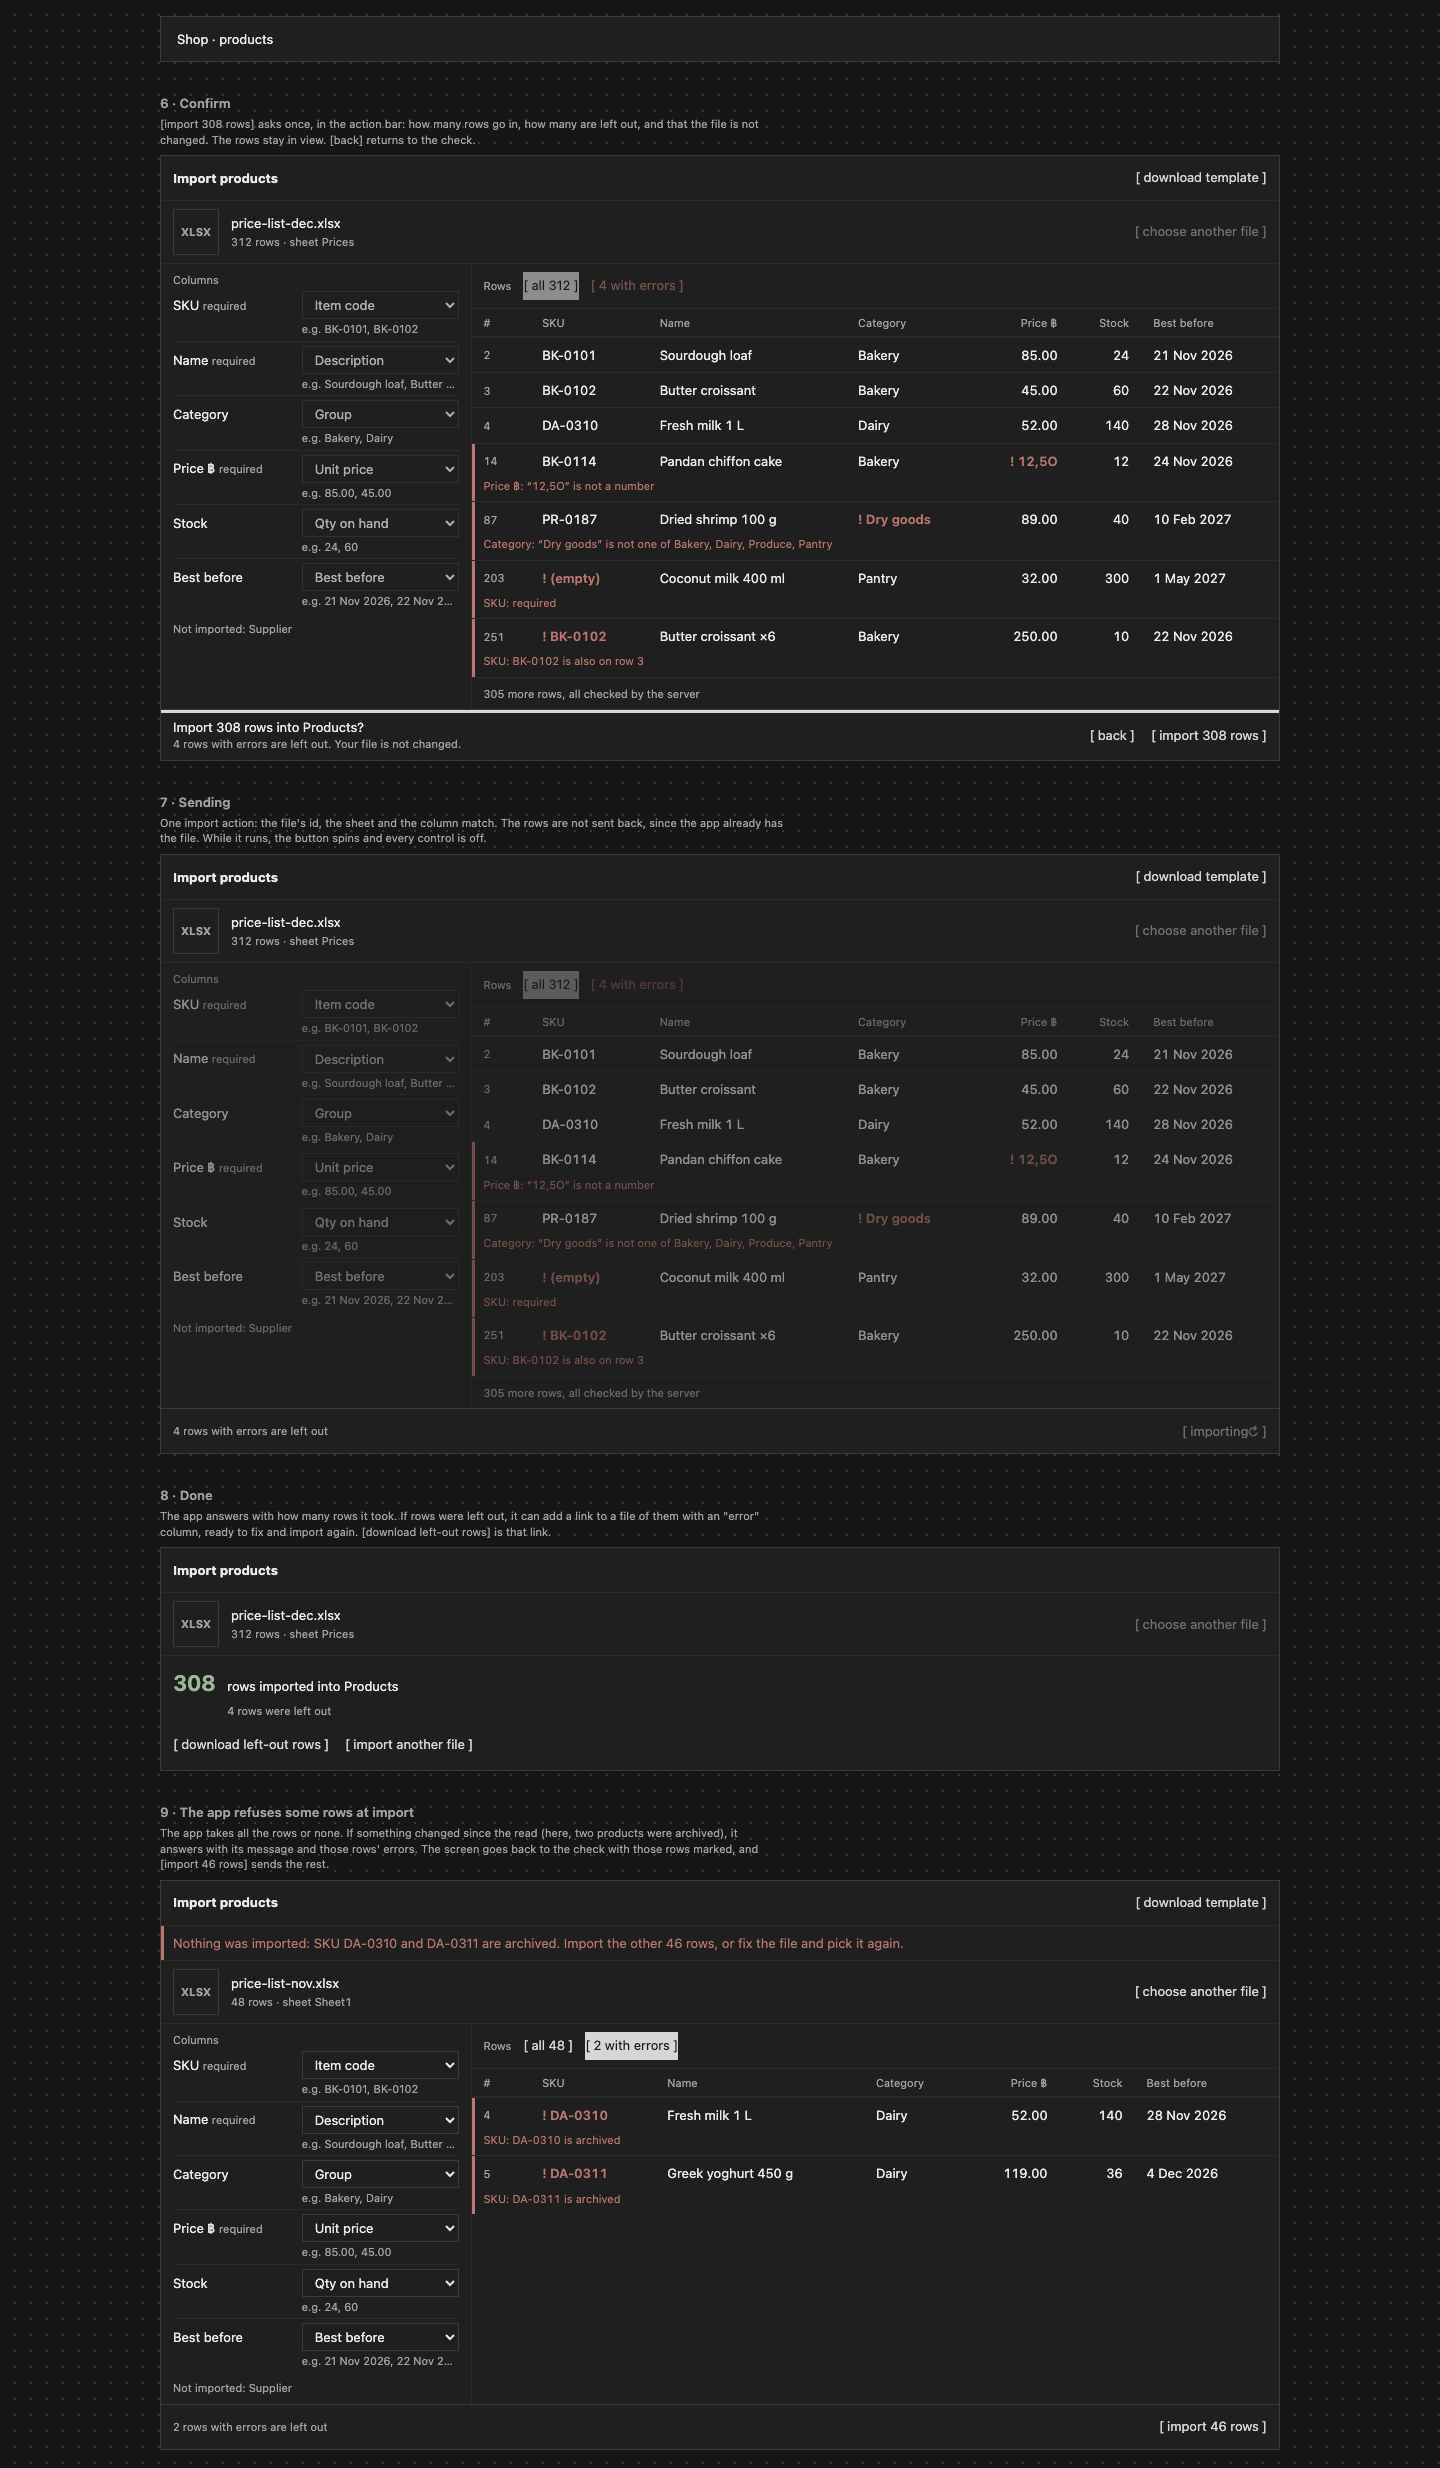 Shop · products
6 · Confirm
[import 308 rows] asks once, in the action bar: how many rows go in, how many are left out, and that the file is not
changed. The rows stay in view. [back] returns to the check.
Import products
[ download template ]
XLSX
price-list-dec.xlsx
312 rows · sheet Prices
[ choose another file ]
Columns
SKU required
Item code
e.g. BK-0101, BK-0102
Name required
Description
e.g. Sourdough loaf, Butter ...
Category
Group
e.g. Bakery, Dairy
Price ฿ required
Unit price
e.g. 85.00, 45.00
Stock
Qty on hand
e.g. 24, 60
Best before
Best before
e.g. 21 Nov 2026, 22 Nov 2...
Not imported: Supplier
Rows [ all 312 ] [ 4 with errors ]
# SKU Name Category Price ฿ Stock Best before
2 BK-0101 Sourdough loaf Bakery 85.00 24 21 Nov 2026
3 BK-0102 Butter croissant Bakery 45.00 60 22 Nov 2026
4 DA-0310 Fresh milk 1 L Dairy 52.00 140 28 Nov 2026
14 BK-0114 Pandan chiffon cake Bakery ! 12,5O 12 24 Nov 2026
Price ฿: “12,5O” is not a number
87 PR-0187 Dried shrimp 100 g ! Dry goods 89.00 40 10 Feb 2027
Category: “Dry goods” is not one of Bakery, Dairy, Produce, Pantry
203 ! (empty) Coconut milk 400 ml Pantry 32.00 300 1 May 2027
SKU: required
251 ! BK-0102 Butter croissant ×6 Bakery 250.00 10 22 Nov 2026
SKU: BK-0102 is also on row 3
305 more rows, all checked by the server
Import 308 rows into Products?
4 rows with errors are left out. Your file is not changed.
[ back ] [ import 308 rows ]
7 · Sending
One import action: the file's id, the sheet and the column match. The rows are not sent back, since the app already has
the file. While it runs, the button spins and every control is off.
Import products
[ download template ]
XLSX
price-list-dec.xlsx
312 rows · sheet Prices
[ choose another file ]
Columns
SKU required
Item code
e.g. BK-0101, BK-0102
Name required
Description
e.g. Sourdough loaf, Butter ...
Category
Group
e.g. Bakery, Dairy
Price ฿ required
Unit price
e.g. 85.00, 45.00
Stock
Qty on hand
e.g. 24, 60
Best before
Best before
e.g. 21 Nov 2026, 22 Nov 2...
Not imported: Supplier
Rows [ all 312 ] [ 4 with errors ]
# SKU Name Category Price ฿ Stock Best before
2 BK-0101 Sourdough loaf Bakery 85.00 24 21 Nov 2026
3 BK-0102 Butter croissant Bakery 45.00 60 22 Nov 2026
4 DA-0310 Fresh milk 1 L Dairy 52.00 140 28 Nov 2026
14 BK-0114 Pandan chiffon cake Bakery ! 12,5O 12 24 Nov 2026
Price ฿: “12,5O” is not a number
87 PR-0187 Dried shrimp 100 g ! Dry goods 89.00 40 10 Feb 2027
Category: “Dry goods” is not one of Bakery, Dairy, Produce, Pantry
203 ! (empty) Coconut milk 400 ml Pantry 32.00 300 1 May 2027
SKU: required
251 ! BK-0102 Butter croissant ×6 Bakery 250.00 10 22 Nov 2026
SKU: BK-0102 is also on row 3
305 more rows, all checked by the server
4 rows with errors are left out
[ importing ]
8 · Done
The app answers with how many rows it took. If rows were left out, it can add a link to a file of them with an "error"
column, ready to fix and import again. [download left-out rows] is that link.
Import products
XLSX
price-list-dec.xlsx
312 rows · sheet Prices
[ choose another file ]
308 rows imported into Products
4 rows were left out
[ download left-out rows ] [ import another file ]
9 · The app refuses some rows at import
The app takes all the rows or none. If something changed since the read (here, two products were archived), it
answers with its message and those rows' errors. The screen goes back to the check with those rows marked, and
[import 46 rows] sends the rest.
Import products
[ download template ]
Nothing was imported: SKU DA-0310 and DA-0311 are archived. Import the other 46 rows, or fix the file and pick it again.
XLSX
price-list-nov.xlsx
48 rows · sheet Sheet1
[ choose another file ]
Columns
SKU required
Item code
e.g. BK-0101, BK-0102
Name required
Description
e.g. Sourdough loaf, Butter ...
Category
Group
e.g. Bakery, Dairy
Price ฿ required
Unit price
e.g. 85.00, 45.00
Stock
Qty on hand
e.g. 24, 60
Best before
Best before
e.g. 21 Nov 2026, 22 Nov 2...
Not imported: Supplier
Rows [ all 48 ] [ 2 with errors ]
# SKU Name Category Price ฿ Stock Best before
4 ! DA-0310 Fresh milk 1 L Dairy 52.00 140 28 Nov 2026
SKU: DA-0310 is archived
5 ! DA-0311 Greek yoghurt 450 g Dairy 119.00 36 4 Dec 2026
SKU: DA-0311 is archived
2 rows with errors are left out
[ import 46 rows ]